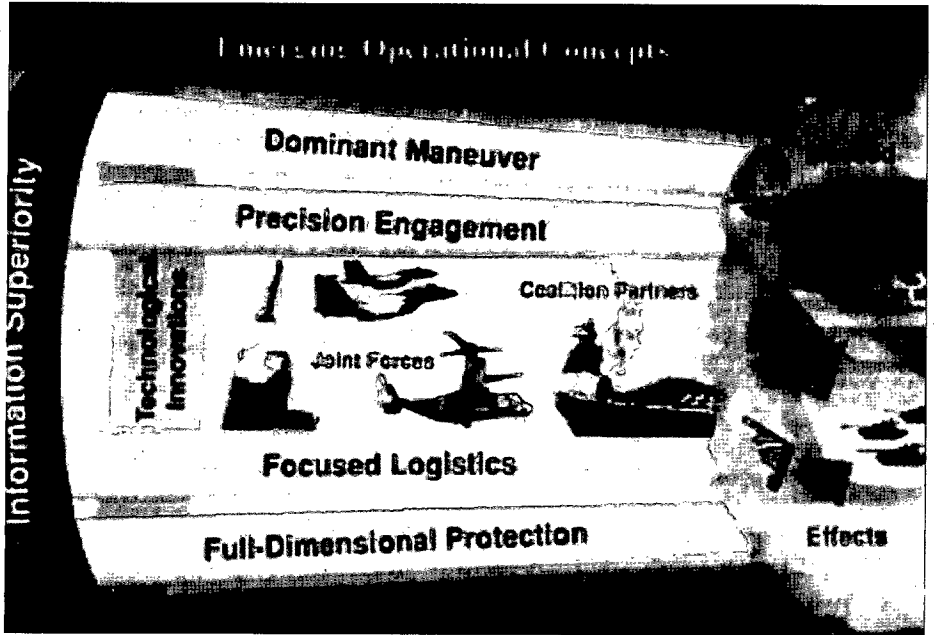 Emerging Operational Concepts
Information Superiority
Dominant Maneuver
Precision Engagement
Technological
Innovations
Coalition Partners
Joint Forces
Focused Logistics
Full-Dimensional Protection
Effects